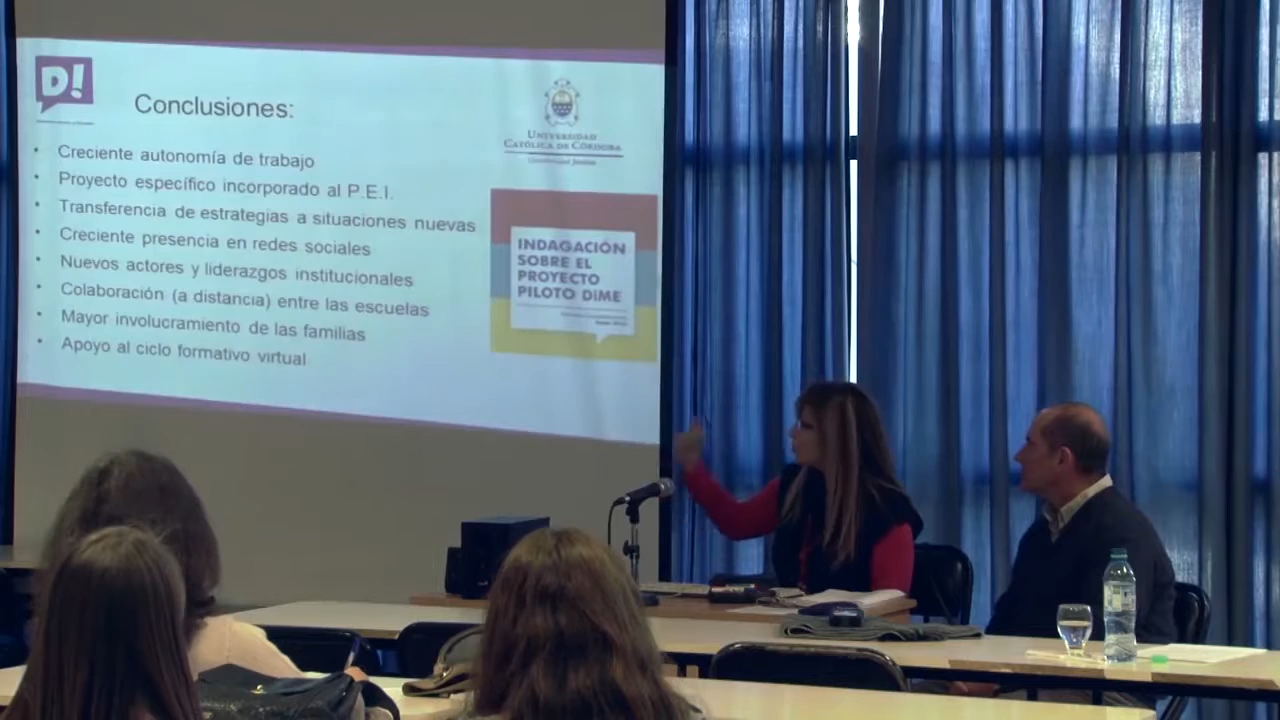 D!
Conclusiones:
UNIVERSIDAD
CATÓLICA DE CÓRDOBA
Universidad Jesuita
• Creciente autonomía de trabajo
• Proyecto específico incorporado al P.E.I.
• Transferencia de estrategias a situaciones nuevas
• Creciente presencia en redes sociales
• Nuevos actores y liderazgos institucionales
• Colaboración (a distancia) entre las escuelas
• Mayor involucramiento de las familias
• Apoyo al ciclo formativo virtual
INDAGACIÓN
SOBRE EL
PROYECTO
PILOTO DiME